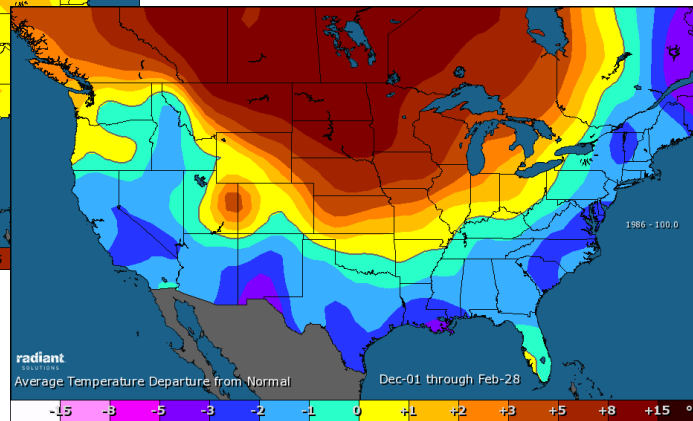 1986 - 100.0
radiant
SOLUTIONS
Average Temperature Departure from Normal
Dec-01 through Feb-28
-15 -8 -5 -3 -2 -1 0 +1 +2 +3 +5 +8 +15 °